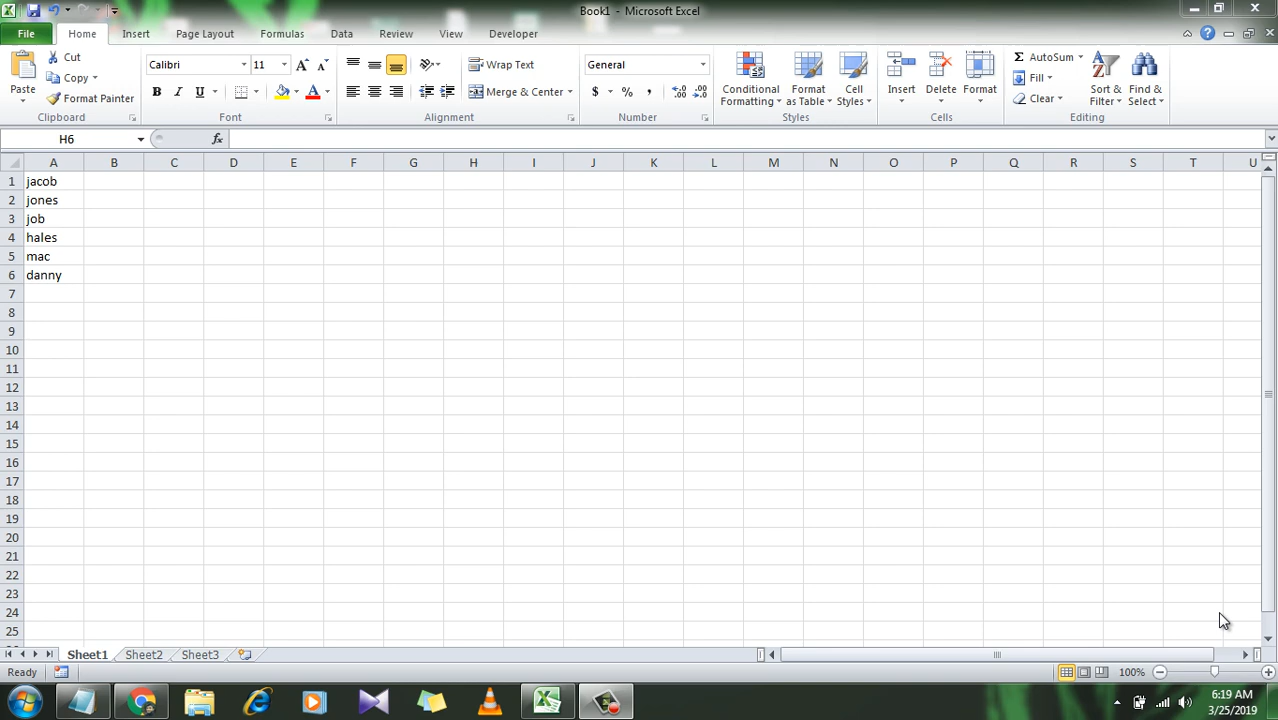 Book1 - Microsoft Excel
File Home Insert Page Layout Formulas Data Review View Developer
Cut
Copy
Format Painter
Paste
Clipboard
Calibri 11
B I U
Font
Wrap Text
Merge & Center
Alignment
General
$ % ,
Number
Conditional Formatting
Format as Table
Cell Styles
Styles
Insert
Delete
Format
Cells
Σ AutoSum
Fill
Clear
Sort & Filter
Find & Select
Editing
H6 fx
A B C D E F G H I J K L M N O P Q R S T U
1 jacob
2 jones
3 job
4 hales
5 mac
6 danny
7
8
9
10
11
12
13
14
15
16
17
18
19
20
21
22
23
24
25
Sheet1 Sheet2 Sheet3
Ready 100%
6:19 AM
3/25/2019